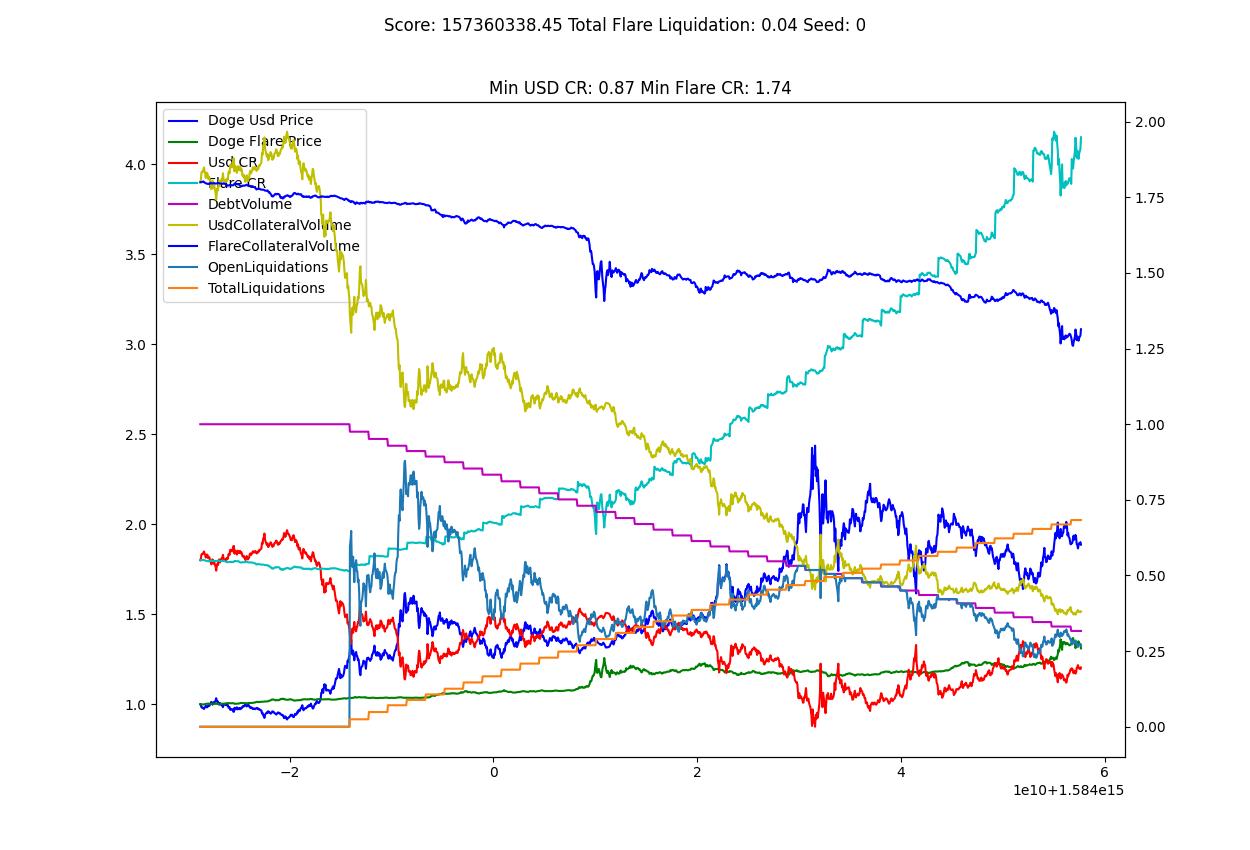 Score: 157360338.45 Total Flare Liquidation: 0.04 Seed: 0
Min USD CR: 0.87 Min Flare CR: 1.74
Doge Usd Price
Doge Flare Price
Usd CR
Flare CR
DebtVolume
UsdCollateralVolume
FlareCollateralVolume
OpenLiquidations
TotalLiquidations
4.0
3.5
3.0
2.5
2.0
1.5
1.0
2.00
1.75
1.50
1.25
1.00
0.75
0.50
0.25
0.00
−2 0 2 4 6
1e10+1.584e15